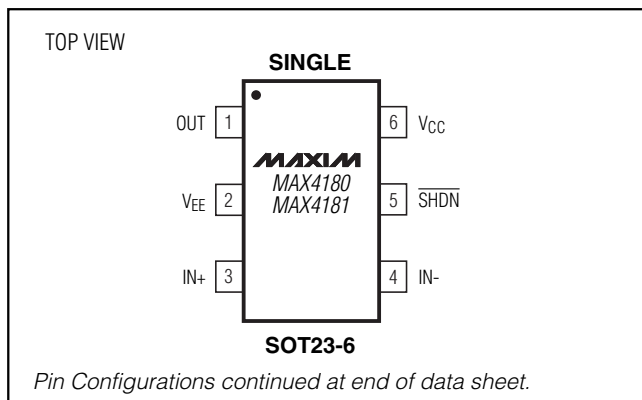 TOP VIEW
SINGLE
OUT 1
6 VCC
MAXIM
MAX4180
MAX4181
VEE 2
5 SHDN
IN+ 3
4 IN-
SOT23-6
Pin Configurations continued at end of data sheet.